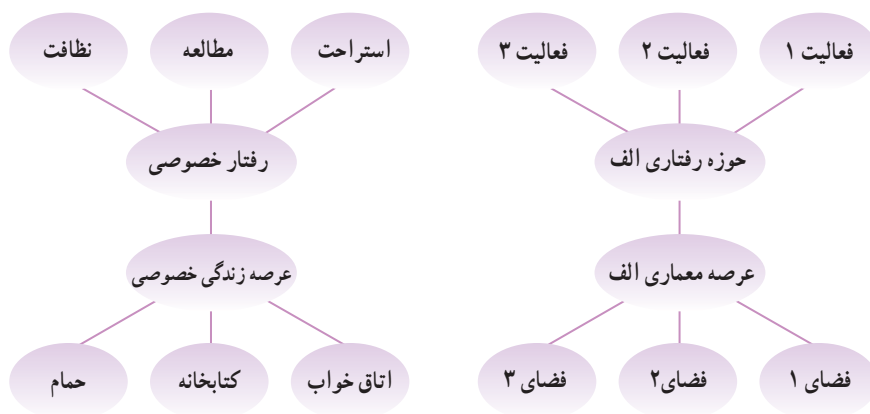 فعالیت ۱
فعالیت ۲
فعالیت ۳
حوزه رفتاری الف
عرصه معماری الف
فضای ۱
فضای۲
فضای ۳
استراحت
مطالعه
نظافت
رفتار خصوصی
عرصه زندگی خصوصی
اتاق خواب
کتابخانه
حمام